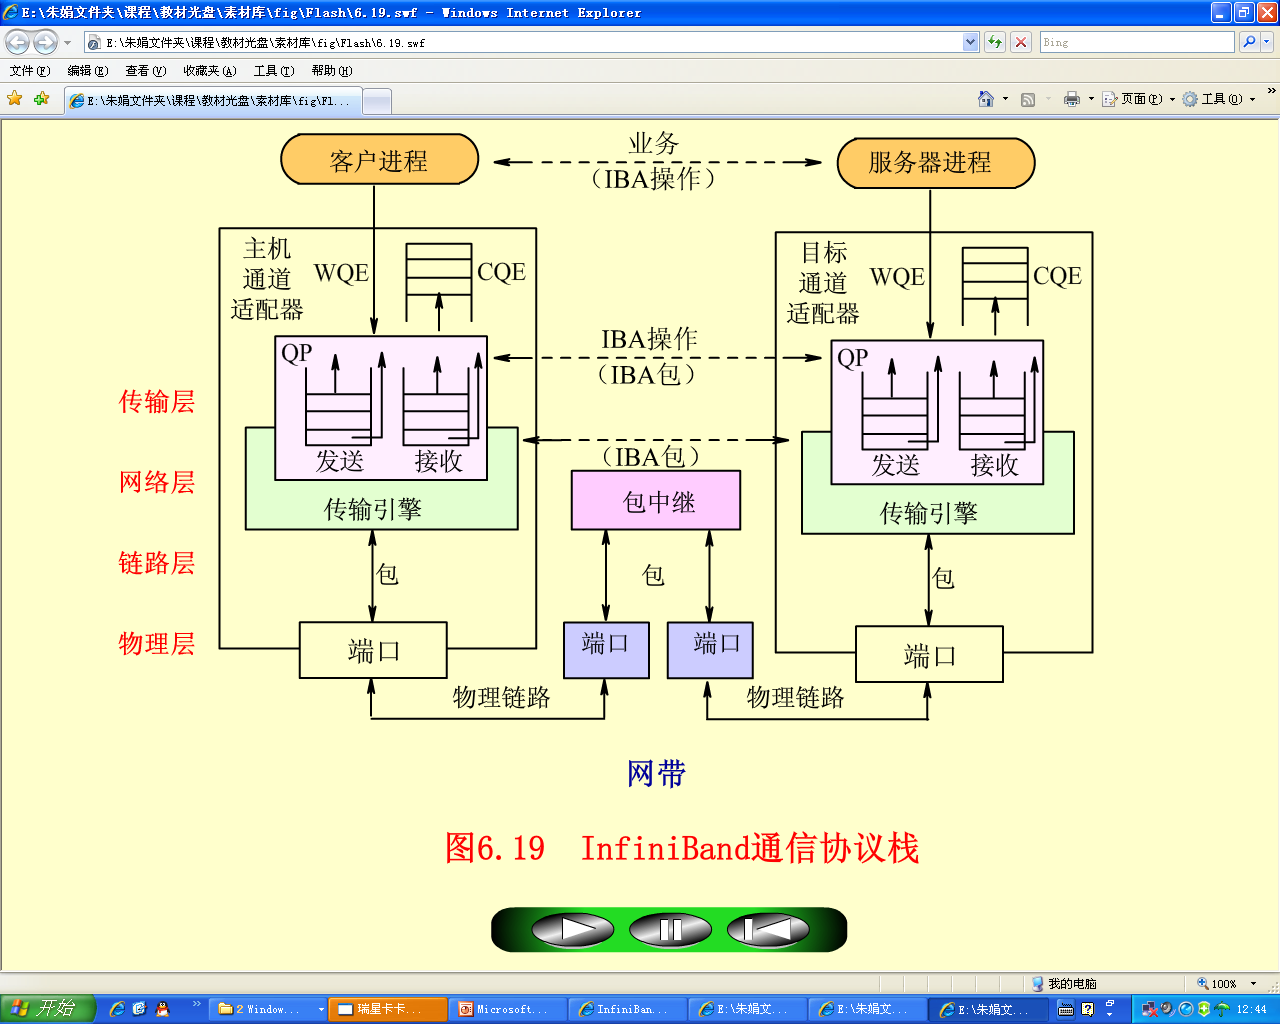 E:\朱娟文件夹\课程\教材光盘\素材库\fig\Flash\6.19.swf - Windows Internet Explorer
E:\朱娟文件夹\课程\教材光盘\素材库\fig\Flash\6.19.swf
Bing
文件(F) 编辑(E) 查看(V) 收藏夹(A) 工具(T) 帮助(H)
E:\朱娟文件夹\课程\教材光盘\素材库\fig\Fl...
页面(P) 工具(O)
客户进程
业务
（IBA操作）
服务器进程
主机
通道
适配器
WQE
CQE
目标
通道
适配器
WQE
CQE
IBA操作
（IBA包）
QP
QP
传输层
发送
接收
（IBA包）
发送
接收
网络层
传输引擎
包中继
传输引擎
链路层
包
包
包
物理层
端口
端口
端口
端口
物理链路
物理链路
网带
图6.19 InfiniBand通信协议栈
我的电脑
100%
开始
2 Window...
瑞星卡卡...
Microsoft...
InfiniBan...
E:\朱娟文...
E:\朱娟文...
E:\朱娟文...
12:44